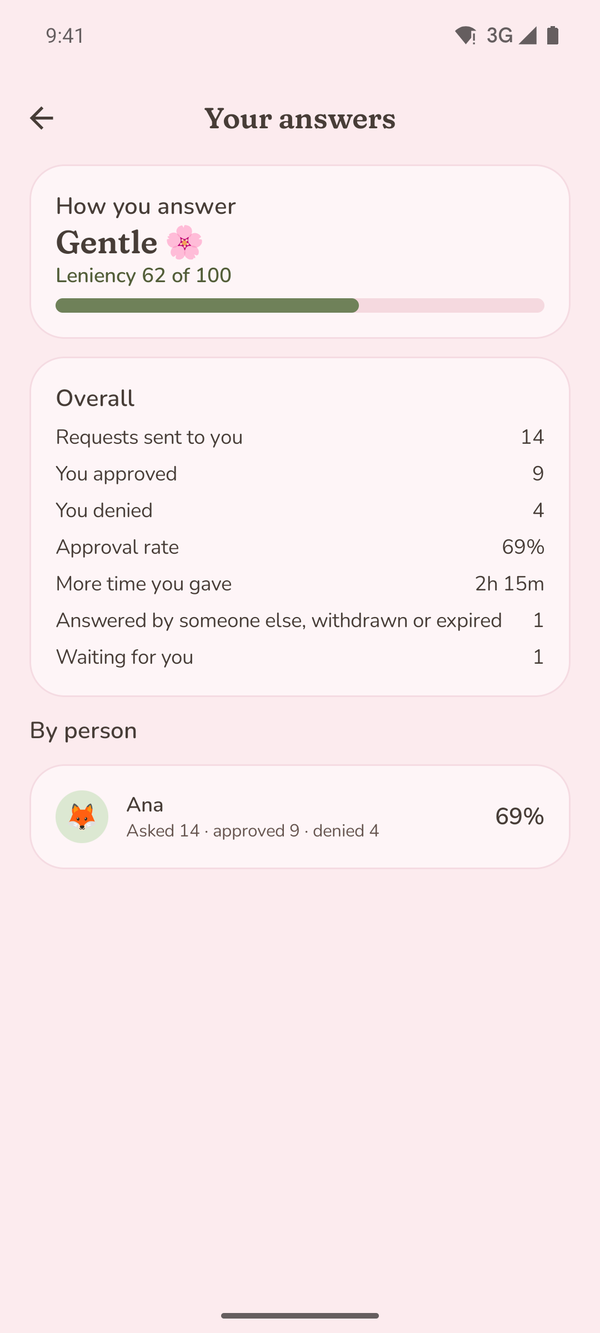 9:41
3G
Your answers
How you answer
Gentle 🌸
Leniency 62 of 100
Overall
Requests sent to you 14
You approved 9
You denied 4
Approval rate 69%
More time you gave 2h 15m
Answered by someone else, withdrawn or expired 1
Waiting for you 1
By person
Ana
Asked 14 · approved 9 · denied 4
69%